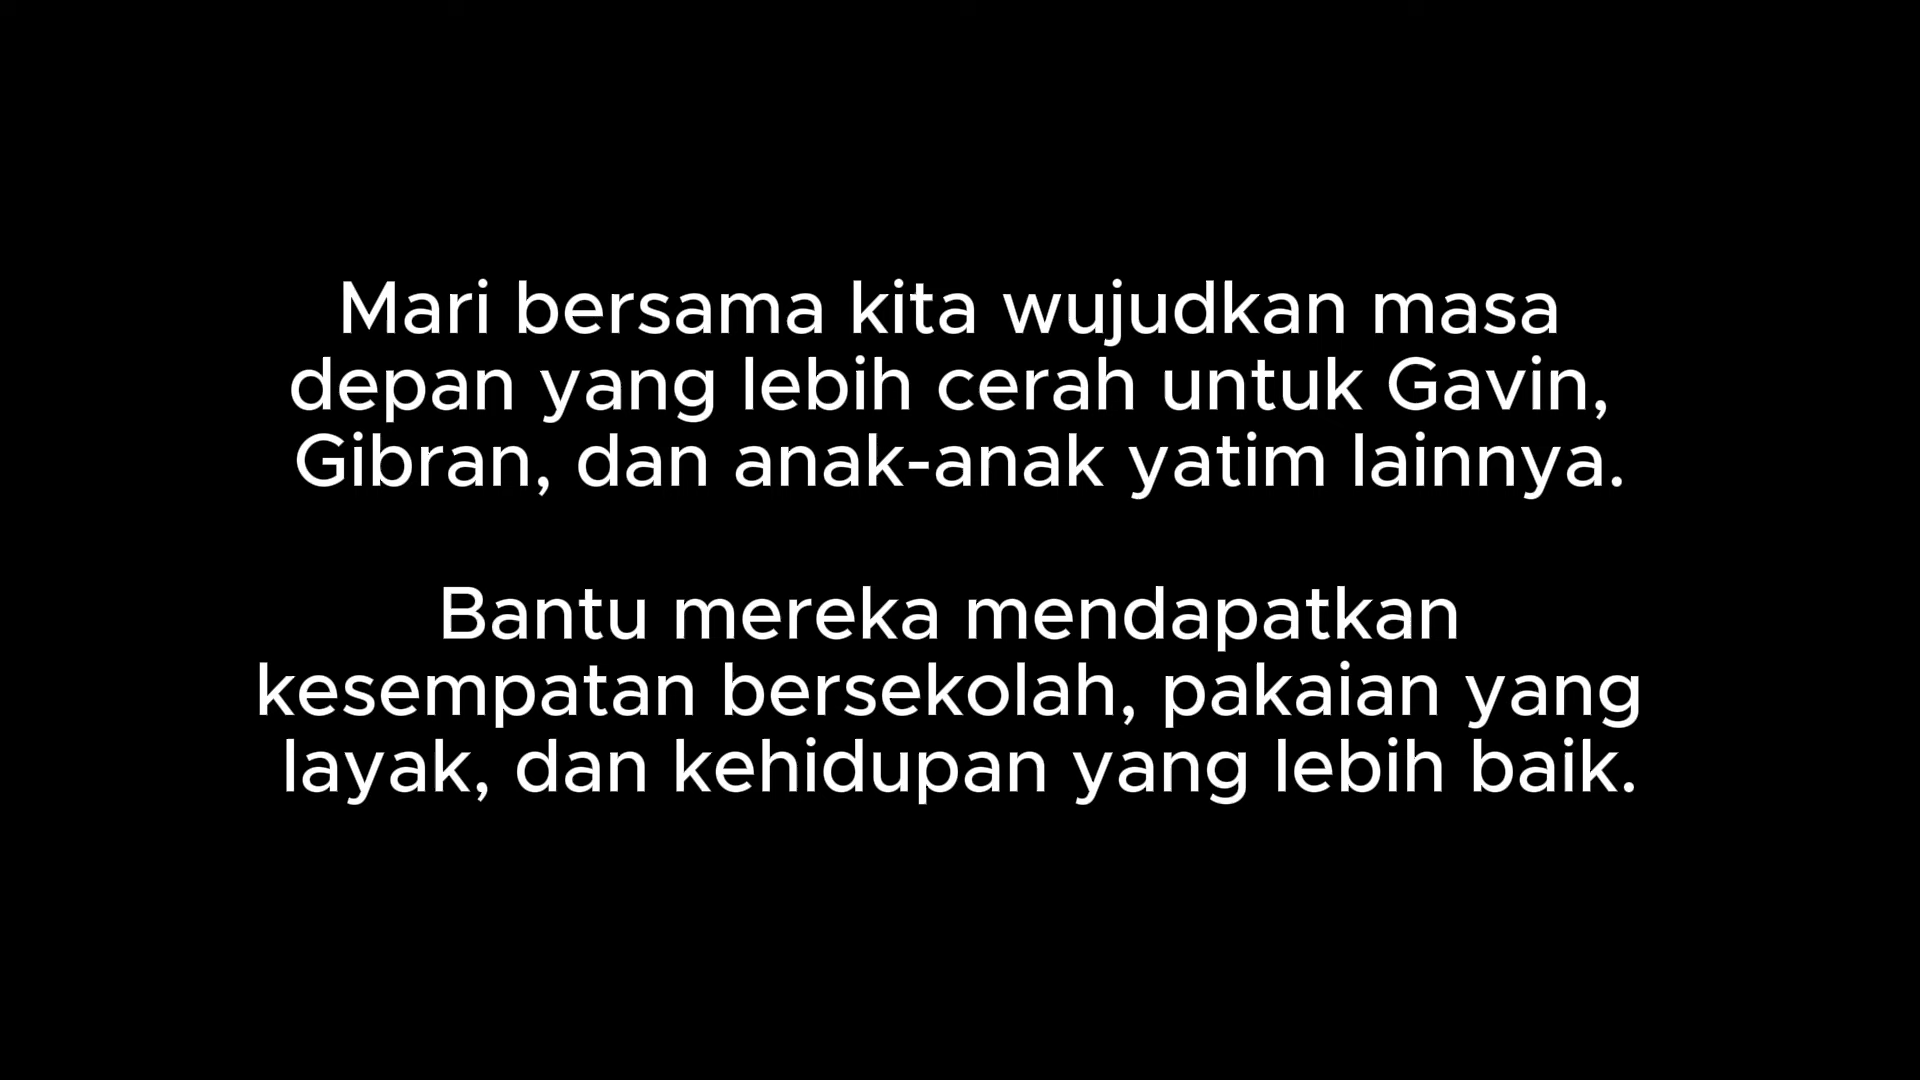 Mari bersama kita wujudkan masa
depan yang lebih cerah untuk Gavin,
Gibran, dan anak-anak yatim lainnya.
Bantu mereka mendapatkan
kesempatan bersekolah, pakaian yang
layak, dan kehidupan yang lebih baik.